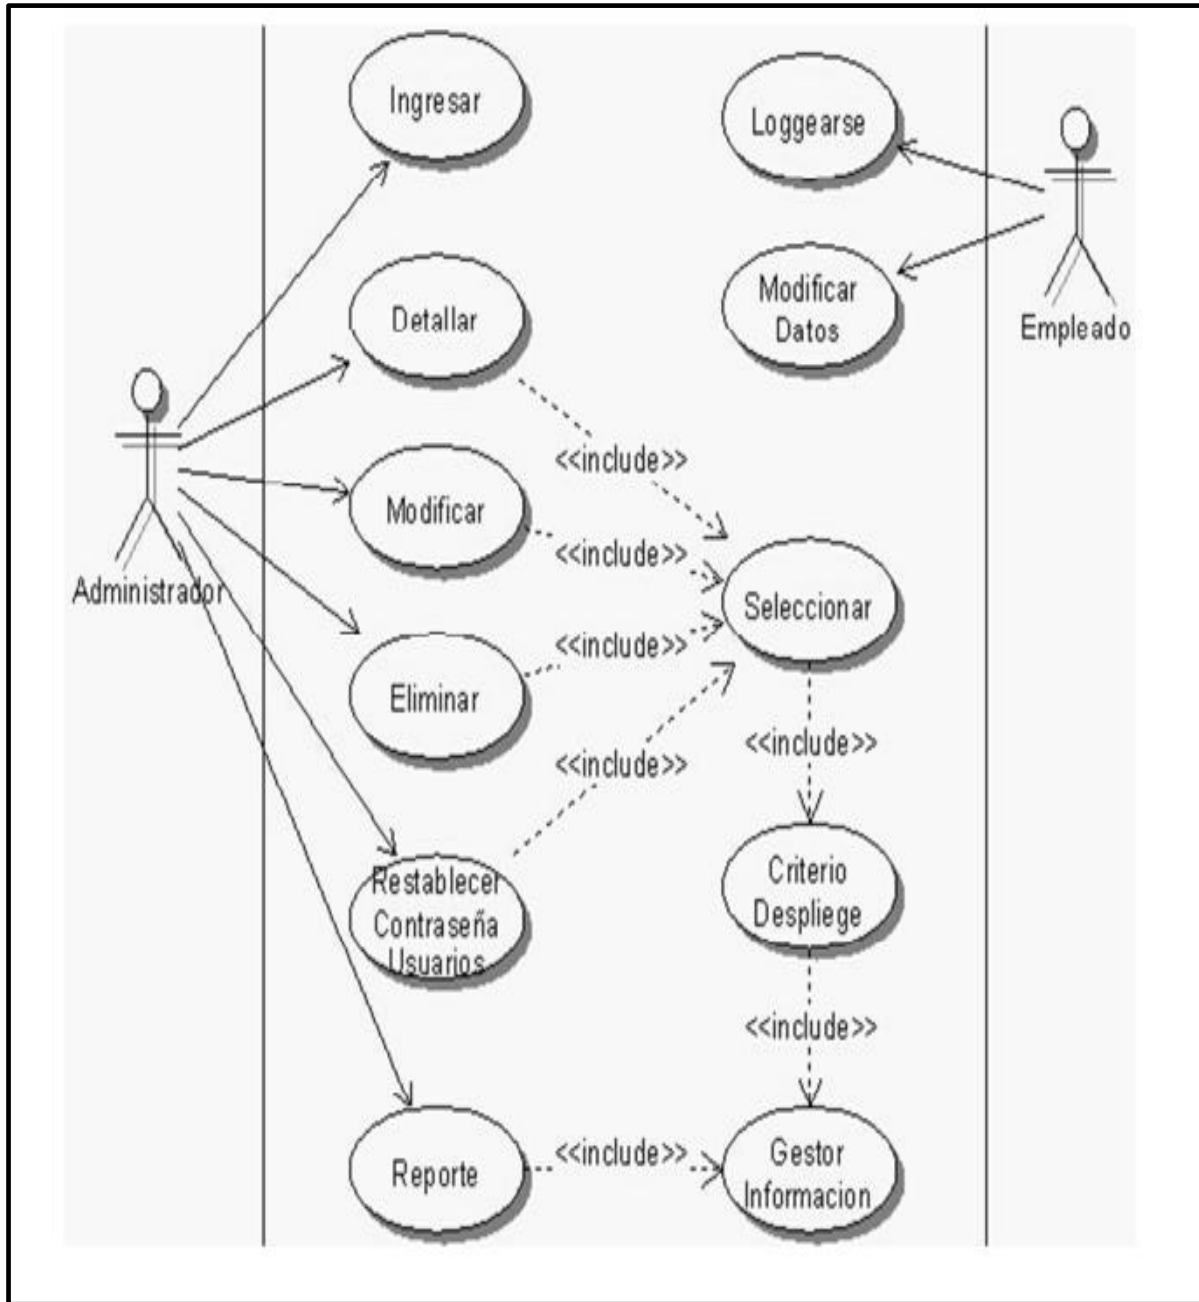 Ingresar
Loggearse
Detallar
Modificar
Datos
Empleado
<<include>>
Modificar
<<include>>
Administrador
Seleccionar
<<include>>
Eliminar
<<include>>
<<include>>
Restablecer
Contraseña
Usuarios
Criterio
Despliege
<<include>>
Reporte
<<include>>
Gestor
Informacion